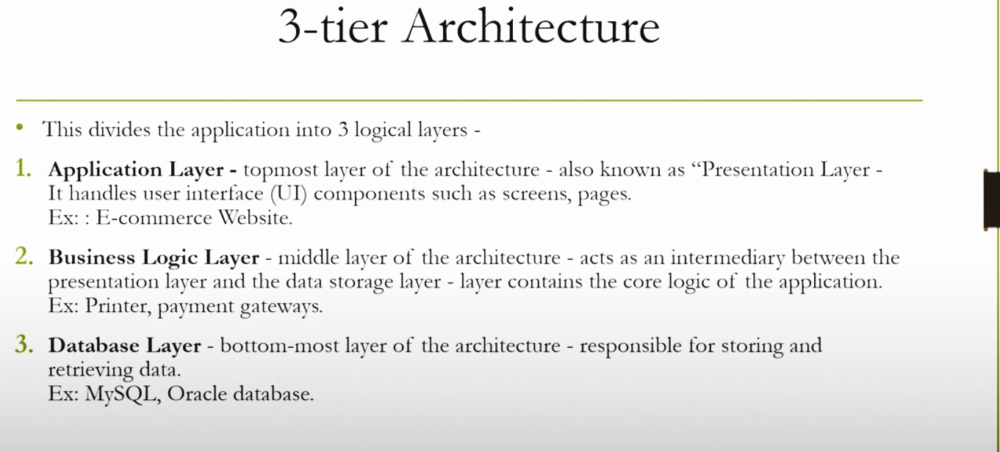 3-tier Architecture
• This divides the application into 3 logical layers -
1. Application Layer - topmost layer of the architecture - also known as “Presentation Layer -
It handles user interface (UI) components such as screens, pages.
Ex: : E-commerce Website.
2. Business Logic Layer - middle layer of the architecture - acts as an intermediary between the
presentation layer and the data storage layer - layer contains the core logic of the application.
Ex: Printer, payment gateways.
3. Database Layer - bottom-most layer of the architecture - responsible for storing and
retrieving data.
Ex: MySQL, Oracle database.